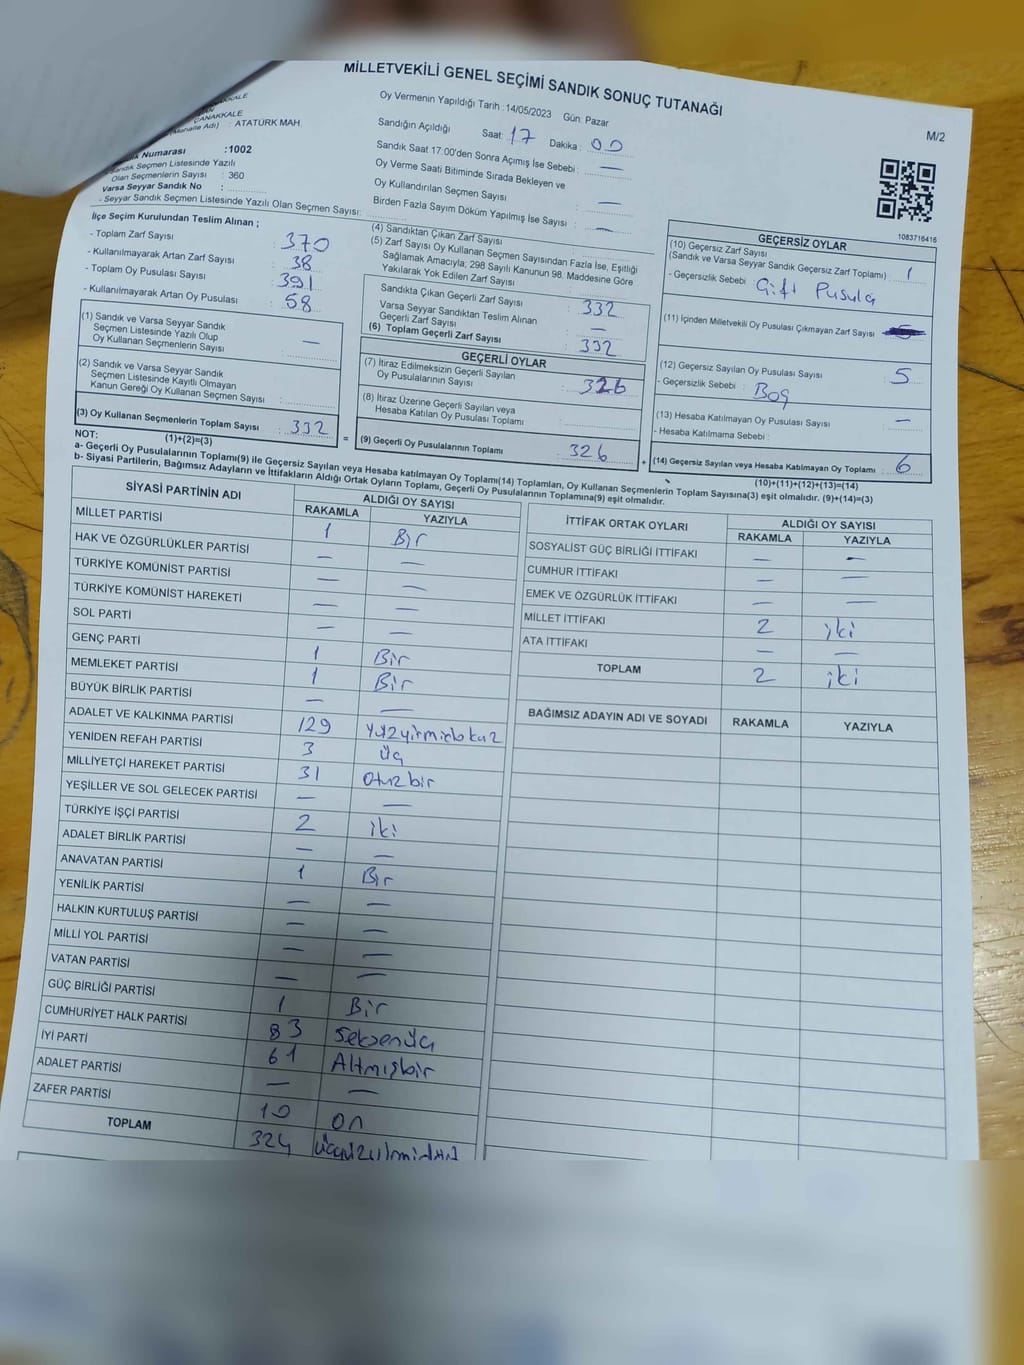 MİLLETVEKİLİ GENEL SEÇİMİ SANDIK SONUÇ TUTANAĞI
M/2
ÇANAKKALE
(Mahalle Adı) : ATATÜRK MAH.
Numarası :1002
Sandık Seçmen Listesinde Yazılı
Olan Seçmenlerin Sayısı : 360
Varsa Seyyar Sandık No :
- Seyyar Sandık Seçmen Listesinde Yazılı Olan Seçmen Sayısı:
Oy Vermenin Yapıldığı Tarih :14/05/2023 Gün: Pazar
Sandığın Açıldığı Saat: 17 Dakika : 00
Sandık Saat 17:00'den Sonra Açımış İse Sebebi : —
Oy Verme Saati Bitiminde Sırada Bekleyen ve
Oy Kullandırılan Seçmen Sayısı : —
Birden Fazla Sayım Döküm Yapılmış İse Sayısı : —
1083716416
İlçe Seçim Kurulundan Teslim Alınan ;
- Toplam Zarf Sayısı : 370
- Kullanılmayarak Artan Zarf Sayısı : 38
- Toplam Oy Pusulası Sayısı : 391
- Kullanılmayarak Artan Oy Pusulası : 58
(1) Sandık ve Varsa Seyyar Sandık
Seçmen Listesinde Yazılı Olup
Oy Kullanan Seçmenlerin Sayısı : —
(2) Sandık ve Varsa Seyyar Sandık
Seçmen Listesinde Kayıtlı Olmayan
Kanun Gereği Oy Kullanan Seçmen Sayısı :
(3) Oy Kullanan Seçmenlerin Toplam Sayısı : 332
(1)+(2)=(3)
(4) Sandıktan Çıkan Zarf Sayısı :
(5) Zarf Sayısı Oy Kullanan Seçmen Sayısından Fazla İse, Eşitliği
Sağlamak Amacıyla, 298 Sayılı Kanunun 98. Maddesine Göre
Yakılarak Yok Edilen Zarf Sayısı :
Sandıkta Çıkan Geçerli Zarf Sayısı : 332
Varsa Seyyar Sandıktan Teslim Alınan
Geçerli Zarf Sayısı : —
(6) Toplam Geçerli Zarf Sayısı : 332
GEÇERLİ OYLAR
(7) İtiraz Edilmeksizin Geçerli Sayılan
Oy Pusulalarının Sayısı : 326
(8) İtiraz Üzerine Geçerli Sayılan veya
Hesaba Katılan Oy Pusulası Toplamı :
= (9) Geçerli Oy Pusulalarının Toplamı : 326
GEÇERSİZ OYLAR
(10) Geçersiz Zarf Sayısı
(Sandık ve Varsa Seyyar Sandık Geçersiz Zarf Toplamı) : 1
- Geçersizlik Sebebi : Çift Pusula
(11) İçinden Milletvekili Oy Pusulası Çıkmayan Zarf Sayısı :
(12) Geçersiz Sayılan Oy Pusulası Sayısı : 5
- Geçersizlik Sebebi : Boş
(13) Hesaba Katılmayan Oy Pusulası Sayısı : —
- Hesaba Katılmama Sebebi :
+ (14) Geçersiz Sayılan veya Hesaba Katılmayan Oy Toplamı : 6
(10)+(11)+(12)+(13)=(14)
NOT:
a- Geçerli Oy Pusulalarının Toplamı(9) ile Geçersiz Sayılan veya Hesaba katılmayan Oy Toplamı(14) Toplamları, Oy Kullanan Seçmenlerin Toplam Sayısına(3) eşit olmalıdır. (9)+(14)=(3)
b- Siyasi Partilerin, Bağımsız Adayların ve İttifakların Aldığı Ortak Oyların Toplamı, Geçerli Oy Pusulalarının Toplamına(9) eşit olmalıdır.
SİYASİ PARTİNİN ADI ALDIĞI OY SAYISI
RAKAMLA YAZIYLA
MİLLET PARTİSİ 1 Bir
HAK VE ÖZGÜRLÜKLER PARTİSİ — —
TÜRKİYE KOMÜNİST PARTİSİ — —
TÜRKİYE KOMÜNİST HAREKETİ — —
SOL PARTİ — —
GENÇ PARTİ 1 Bir
MEMLEKET PARTİSİ 1 Bir
BÜYÜK BİRLİK PARTİSİ — —
ADALET VE KALKINMA PARTİSİ 129 yüzyirmidokuz
YENİDEN REFAH PARTİSİ 3 üç
MİLLİYETÇİ HAREKET PARTİSİ 31 otuzbir
YEŞİLLER VE SOL GELECEK PARTİSİ — —
TÜRKİYE İŞÇİ PARTİSİ 2 iki
ADALET BİRLİK PARTİSİ — —
ANAVATAN PARTİSİ 1 Bir
YENİLİK PARTİSİ — —
HALKIN KURTULUŞ PARTİSİ — —
MİLLİ YOL PARTİSİ — —
VATAN PARTİSİ — —
GÜÇ BİRLİĞİ PARTİSİ 1 Bir
CUMHURİYET HALK PARTİSİ 83 seksenüç
İYİ PARTİ 61 Altmışbir
ADALET PARTİSİ — —
ZAFER PARTİSİ 10 on
TOPLAM 324
İTTİFAK ORTAK OYLARI ALDIĞI OY SAYISI
RAKAMLA YAZIYLA
SOSYALİST GÜÇ BİRLİĞİ İTTİFAKI — —
CUMHUR İTTİFAKI — —
EMEK VE ÖZGÜRLÜK İTTİFAKI — —
MİLLET İTTİFAKI 2 iki
ATA İTTİFAKI — —
TOPLAM 2 iki
BAĞIMSIZ ADAYIN ADI VE SOYADI RAKAMLA YAZIYLA